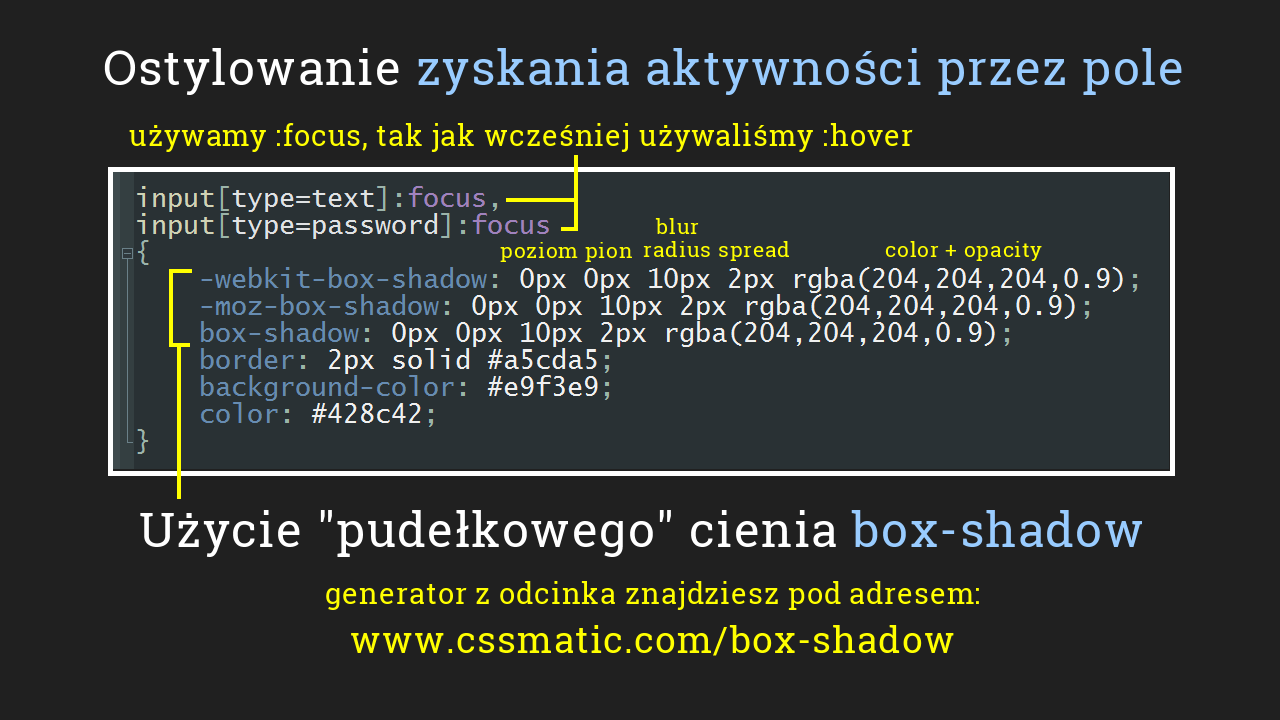 Ostylowanie zyskania aktywności przez pole
używamy :focus, tak jak wcześniej używaliśmy :hover
input[type=text]:focus,
input[type=password]:focus
{
blur
poziom pion radius spread color + opacity
-webkit-box-shadow: 0px 0px 10px 2px rgba(204,204,204,0.9);
-moz-box-shadow: 0px 0px 10px 2px rgba(204,204,204,0.9);
box-shadow: 0px 0px 10px 2px rgba(204,204,204,0.9);
border: 2px solid #a5cda5;
background-color: #e9f3e9;
color: #428c42;
}
Użycie "pudełkowego" cienia box-shadow
generator z odcinka znajdziesz pod adresem:
www.cssmatic.com/box-shadow